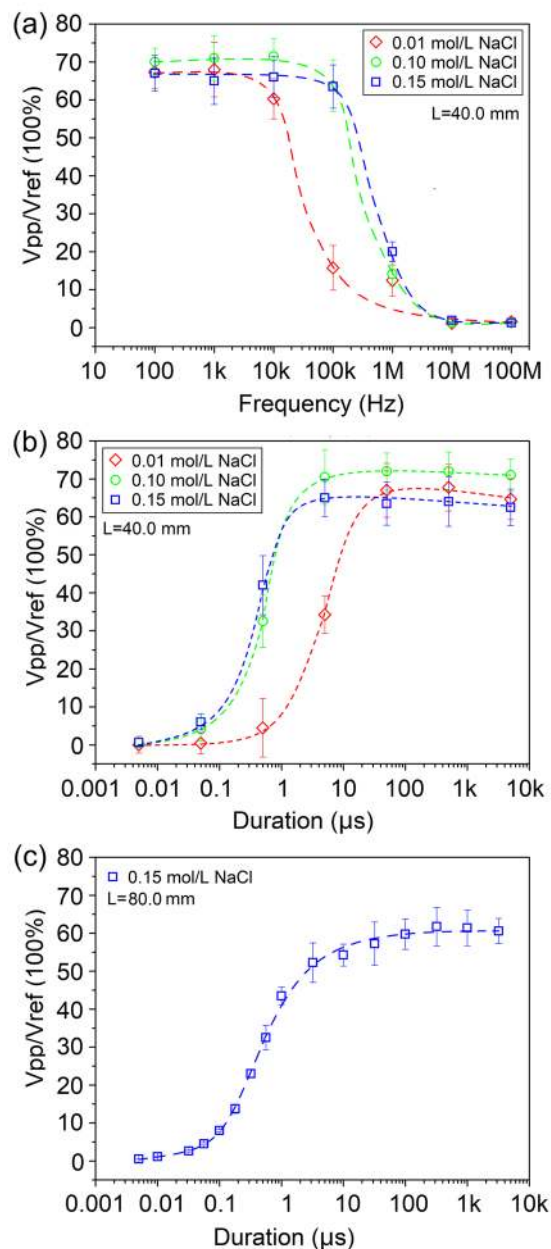 (a)
80
70
60
50
40
30
20
10
0
Vpp/Vref (100%)
0.01 mol/L NaCl
0.10 mol/L NaCl
0.15 mol/L NaCl
L=40.0 mm
10 100 1k 10k 100k 1M 10M 100M
Frequency (Hz)
(b)
80
70
60
50
40
30
20
10
0
Vpp/Vref (100%)
0.01 mol/L NaCl
0.10 mol/L NaCl
0.15 mol/L NaCl
L=40.0 mm
0.001 0.01 0.1 1 10 100 1k 10k
Duration (µs)
(c)
80
70
60
50
40
30
20
10
0
Vpp/Vref (100%)
0.15 mol/L NaCl
L=80.0 mm
0.001 0.01 0.1 1 10 100 1k 10k
Duration (µs)